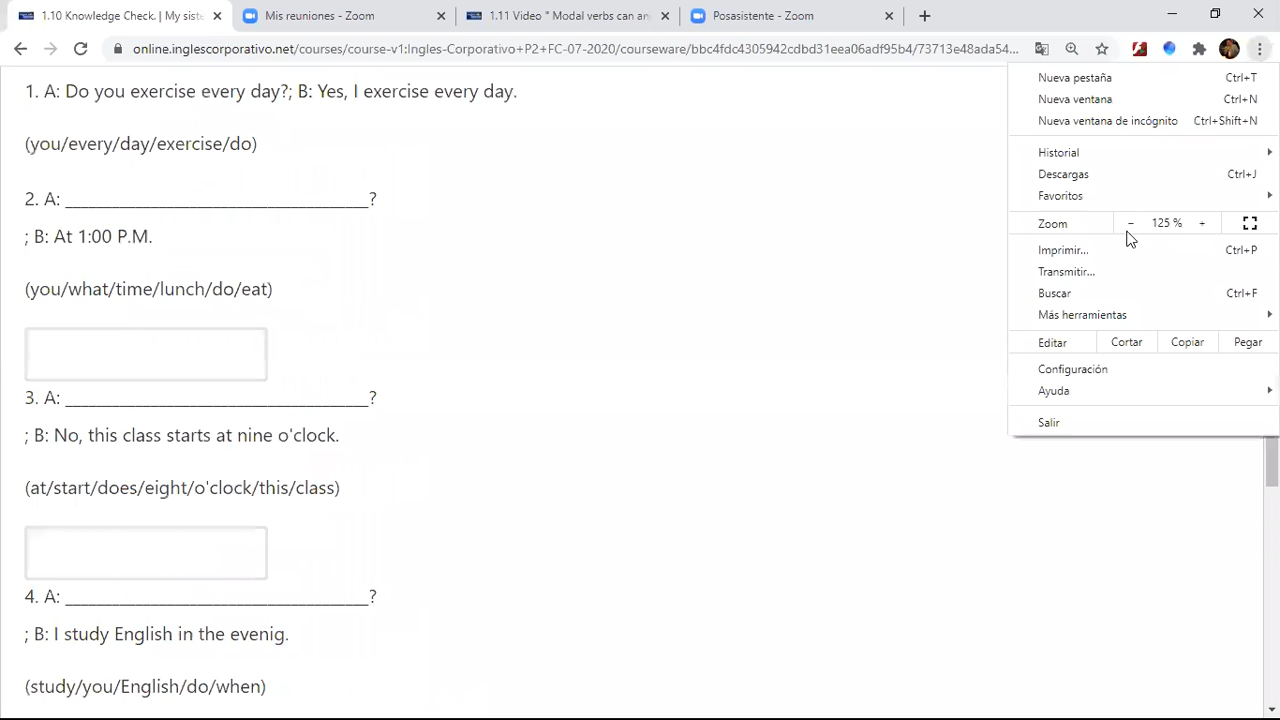 1.10 Knowledge Check. | My siste
Mis reuniones - Zoom
1.11 Video " Modal verbs can an
Posasistente - Zoom
online.inglescorporativo.net/courses/course-v1:Ingles-Corporativo+P2+FC-07-2020/courseware/bbc4fdc4305942cdbd31eea06adf95b4/73713e48ada54...
1. A: Do you exercise every day?; B: Yes, I exercise every day.
(you/every/day/exercise/do)
2. A: ___________________________________?
; B: At 1:00 P.M.
(you/what/time/lunch/do/eat)
3. A: ___________________________________?
; B: No, this class starts at nine o'clock.
(at/start/does/eight/o'clock/this/class)
4. A: ___________________________________?
; B: I study English in the evenig.
(study/you/English/do/when)
Nueva pestaña Ctrl+T
Nueva ventana Ctrl+N
Nueva ventana de incógnito Ctrl+Shift+N
Historial
Descargas Ctrl+J
Favoritos
Zoom − 125 % +
Imprimir... Ctrl+P
Transmitir...
Buscar Ctrl+F
Más herramientas
Editar Cortar Copiar Pegar
Configuración
Ayuda
Salir